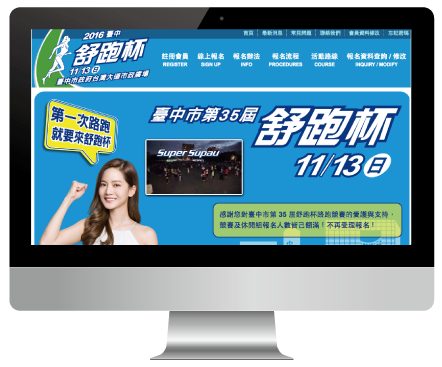 首頁 | 最新消息 | 常見問題 | 聯絡我們 | 會員資料修改 | 忘記密碼
2016 臺中
舒跑杯
11/13日
臺中市政府台灣大道市政廣場
註冊會員 線上報名 報名辦法 報名流程 活動路線 報名資料查詢 / 修改
REGISTER SIGN UP INFO PROCEDURES COURSE INQUIRY / MODIFY
第一次路跑
就要來舒跑杯
臺中市第35屆
舒跑杯
11/13日
Super Supau
感謝您對臺中市第 35 屆舒跑杯路跑競賽的愛護與支持，
競賽及休閒組報名人數皆已額滿！不再受理報名！